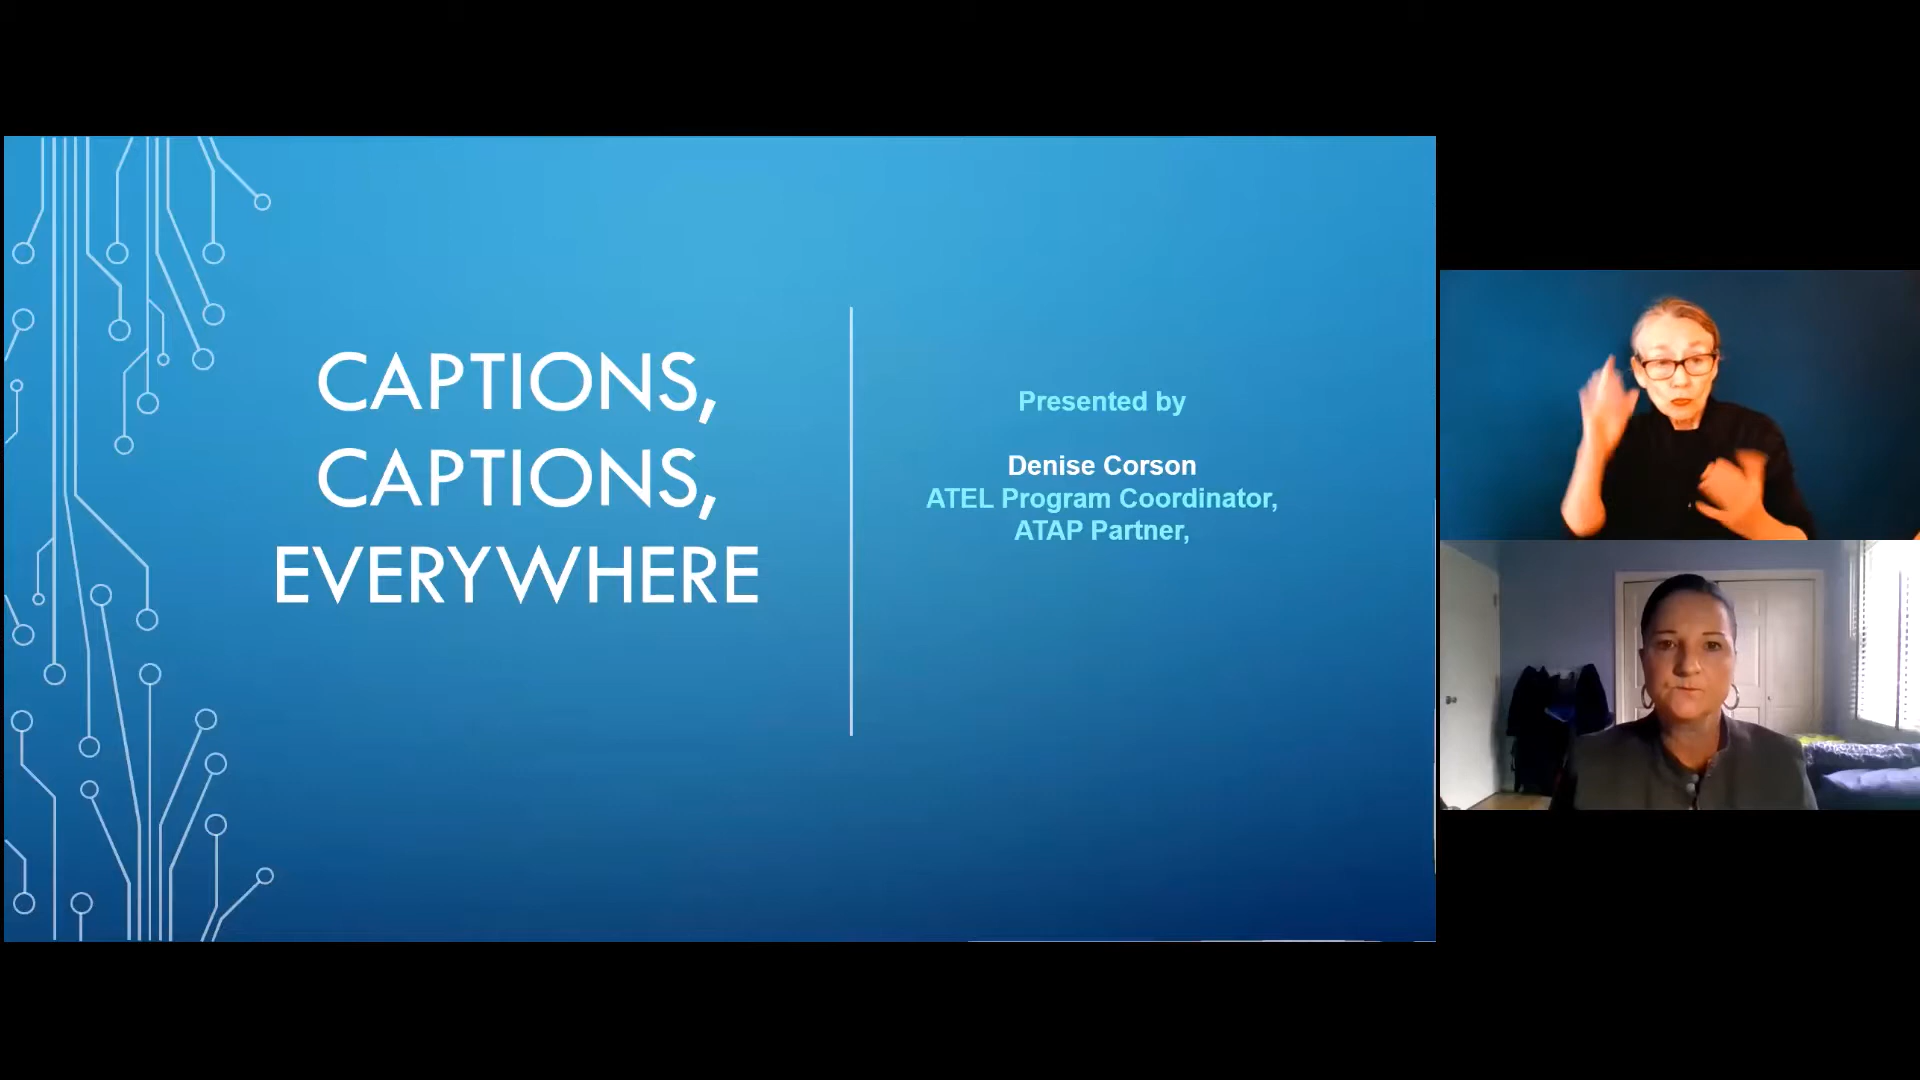 CAPTIONS,
CAPTIONS,
EVERYWHERE
Presented by
Denise Corson
ATEL Program Coordinator,
ATAP Partner,